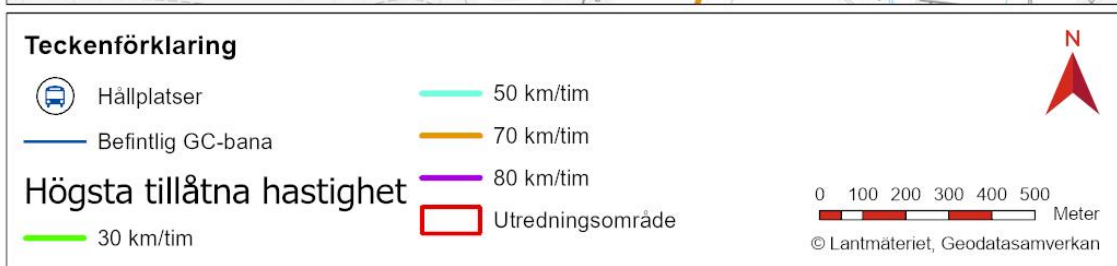 Teckenförklaring
Hållplatser
Befintlig GC-bana
Högsta tillåtna hastighet
30 km/tim
50 km/tim
70 km/tim
80 km/tim
Utredningsområde
N
0 100 200 300 400 500
Meter
© Lantmäteriet, Geodatasamverkan